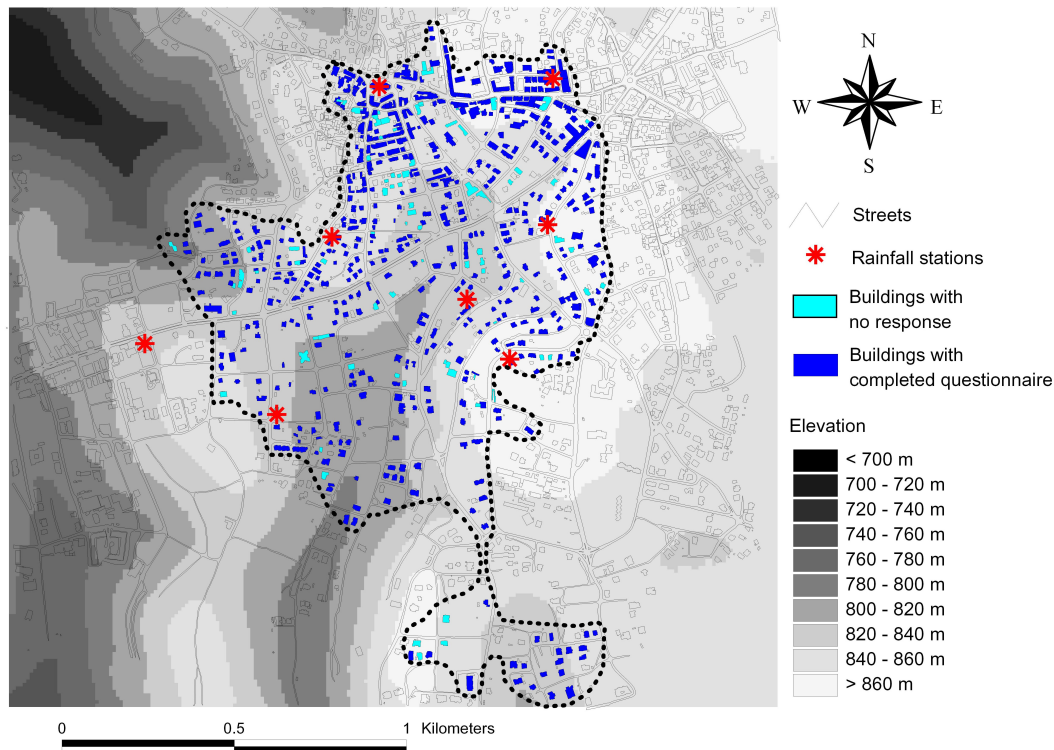 N
W
E
S
Streets
Rainfall stations
Buildings with
no response
Buildings with
completed questionnaire
Elevation
< 700 m
700 - 720 m
720 - 740 m
740 - 760 m
760 - 780 m
780 - 800 m
800 - 820 m
820 - 840 m
840 - 860 m
> 860 m
0
0.5
1 Kilometers